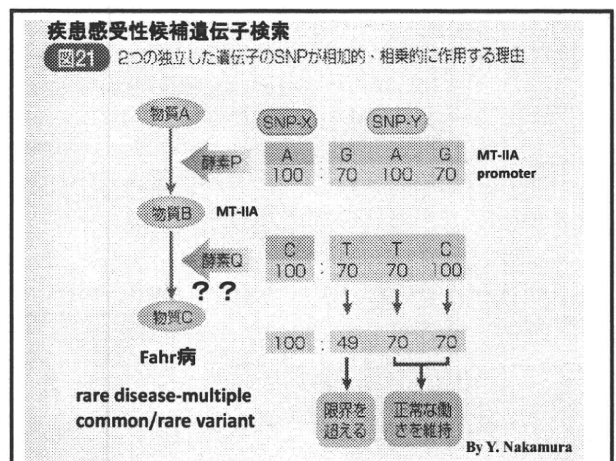 疾患感受性候補遺伝子検索
図21 2つの独立した遺伝子のSNPが相加的・相乗的に作用する理由
物質A
SNP-X SNP-Y
酵素P A G A G MT-IIA
100 : 70 100 70 promoter
物質B MT-IIA
酵素Q C T T C
100 : 70 70 100
? ?
物質C
100 : 49 70 70
Fahr病
rare disease-multiple
common/rare variant
限界を 正常な働
超える きを維持
By Y. Nakamura